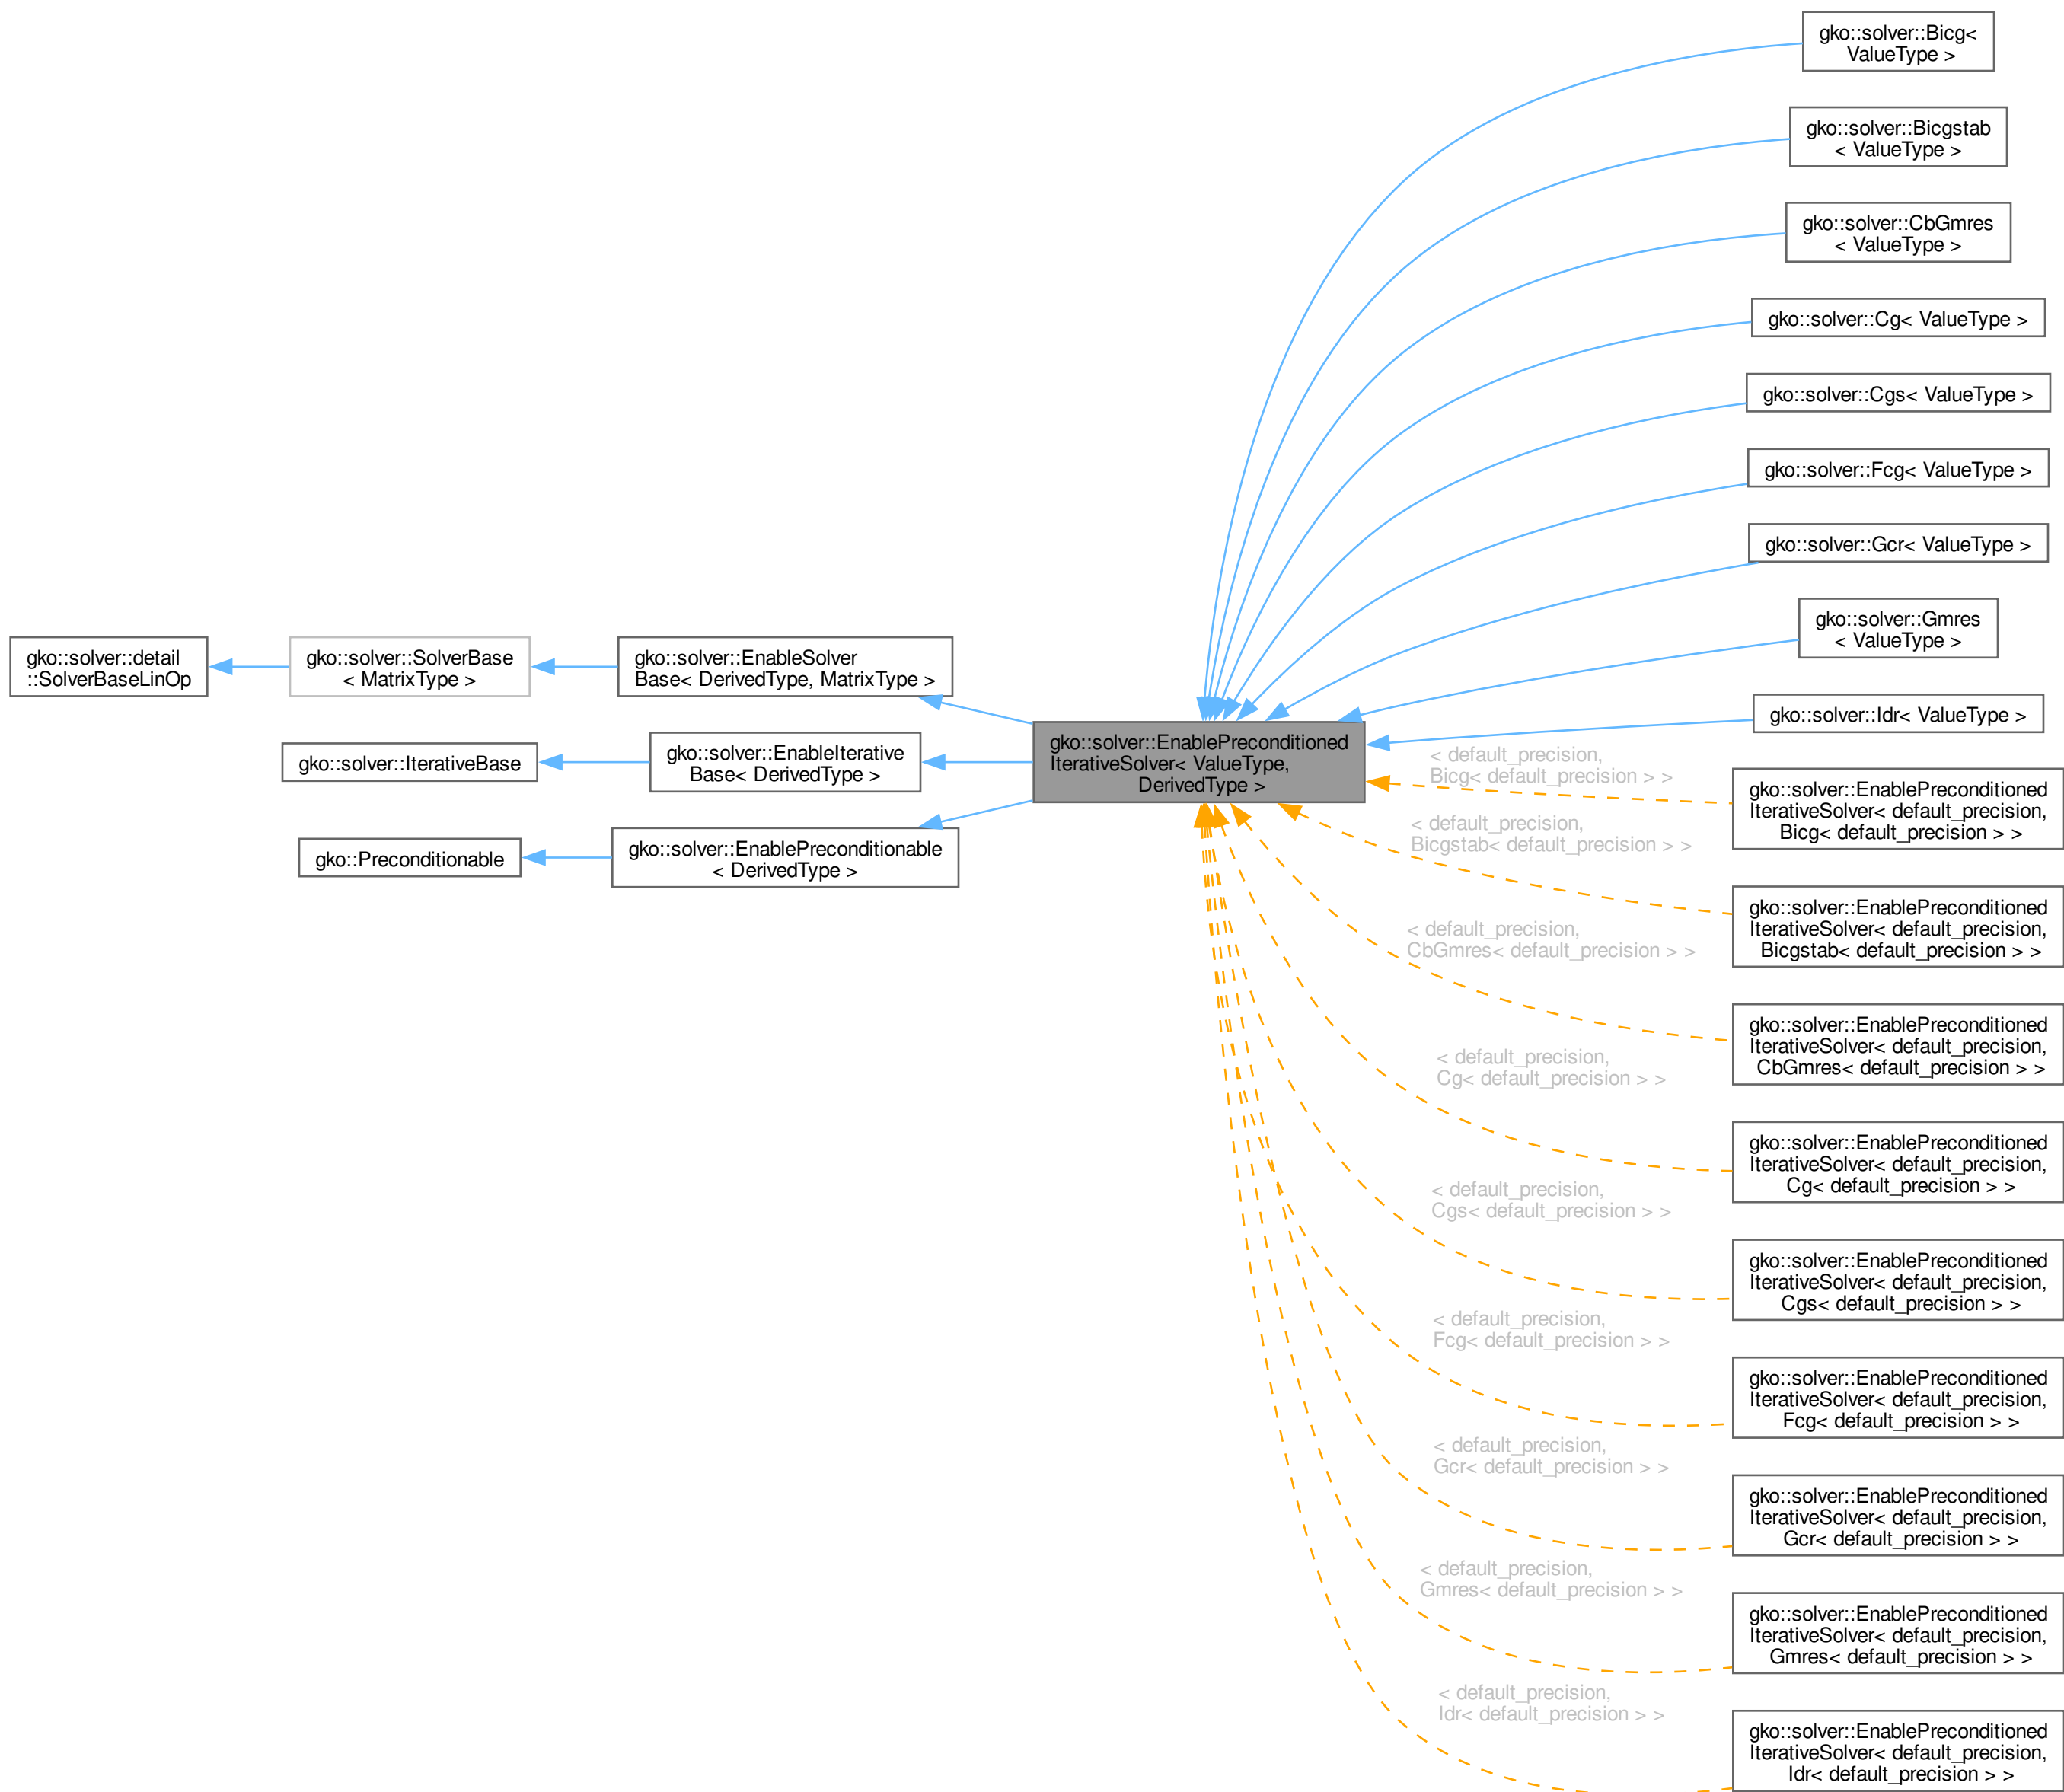 gko::solver::Bicg<
ValueType >
gko::solver::Bicgstab
< ValueType >
gko::solver::CbGmres
< ValueType >
gko::solver::Cg< ValueType >
gko::solver::Cgs< ValueType >
gko::solver::Fcg< ValueType >
gko::solver::Gcr< ValueType >
gko::solver::Gmres
< ValueType >
gko::solver::detail
::SolverBaseLinOp
gko::solver::SolverBase
< MatrixType >
gko::solver::EnableSolver
Base< DerivedType, MatrixType >
gko::solver::IterativeBase
gko::solver::EnableIterative
Base< DerivedType >
gko::Preconditionable
gko::solver::EnablePreconditionable
< DerivedType >
gko::solver::EnablePreconditioned
IterativeSolver< ValueType,
DerivedType >
gko::solver::Idr< ValueType >
< default_precision,
Bicg< default_precision > >
gko::solver::EnablePreconditioned
IterativeSolver< default_precision,
Bicg< default_precision > >
< default_precision,
Bicgstab< default_precision > >
gko::solver::EnablePreconditioned
IterativeSolver< default_precision,
Bicgstab< default_precision > >
< default_precision,
CbGmres< default_precision > >
gko::solver::EnablePreconditioned
IterativeSolver< default_precision,
CbGmres< default_precision > >
< default_precision,
Cg< default_precision > >
gko::solver::EnablePreconditioned
IterativeSolver< default_precision,
Cg< default_precision > >
< default_precision,
Cgs< default_precision > >
gko::solver::EnablePreconditioned
IterativeSolver< default_precision,
Cgs< default_precision > >
< default_precision,
Fcg< default_precision > >
gko::solver::EnablePreconditioned
IterativeSolver< default_precision,
Fcg< default_precision > >
< default_precision,
Gcr< default_precision > >
gko::solver::EnablePreconditioned
IterativeSolver< default_precision,
Gcr< default_precision > >
< default_precision,
Gmres< default_precision > >
gko::solver::EnablePreconditioned
IterativeSolver< default_precision,
Gmres< default_precision > >
< default_precision,
Idr< default_precision > >
gko::solver::EnablePreconditioned
IterativeSolver< default_precision,
Idr< default_precision > >